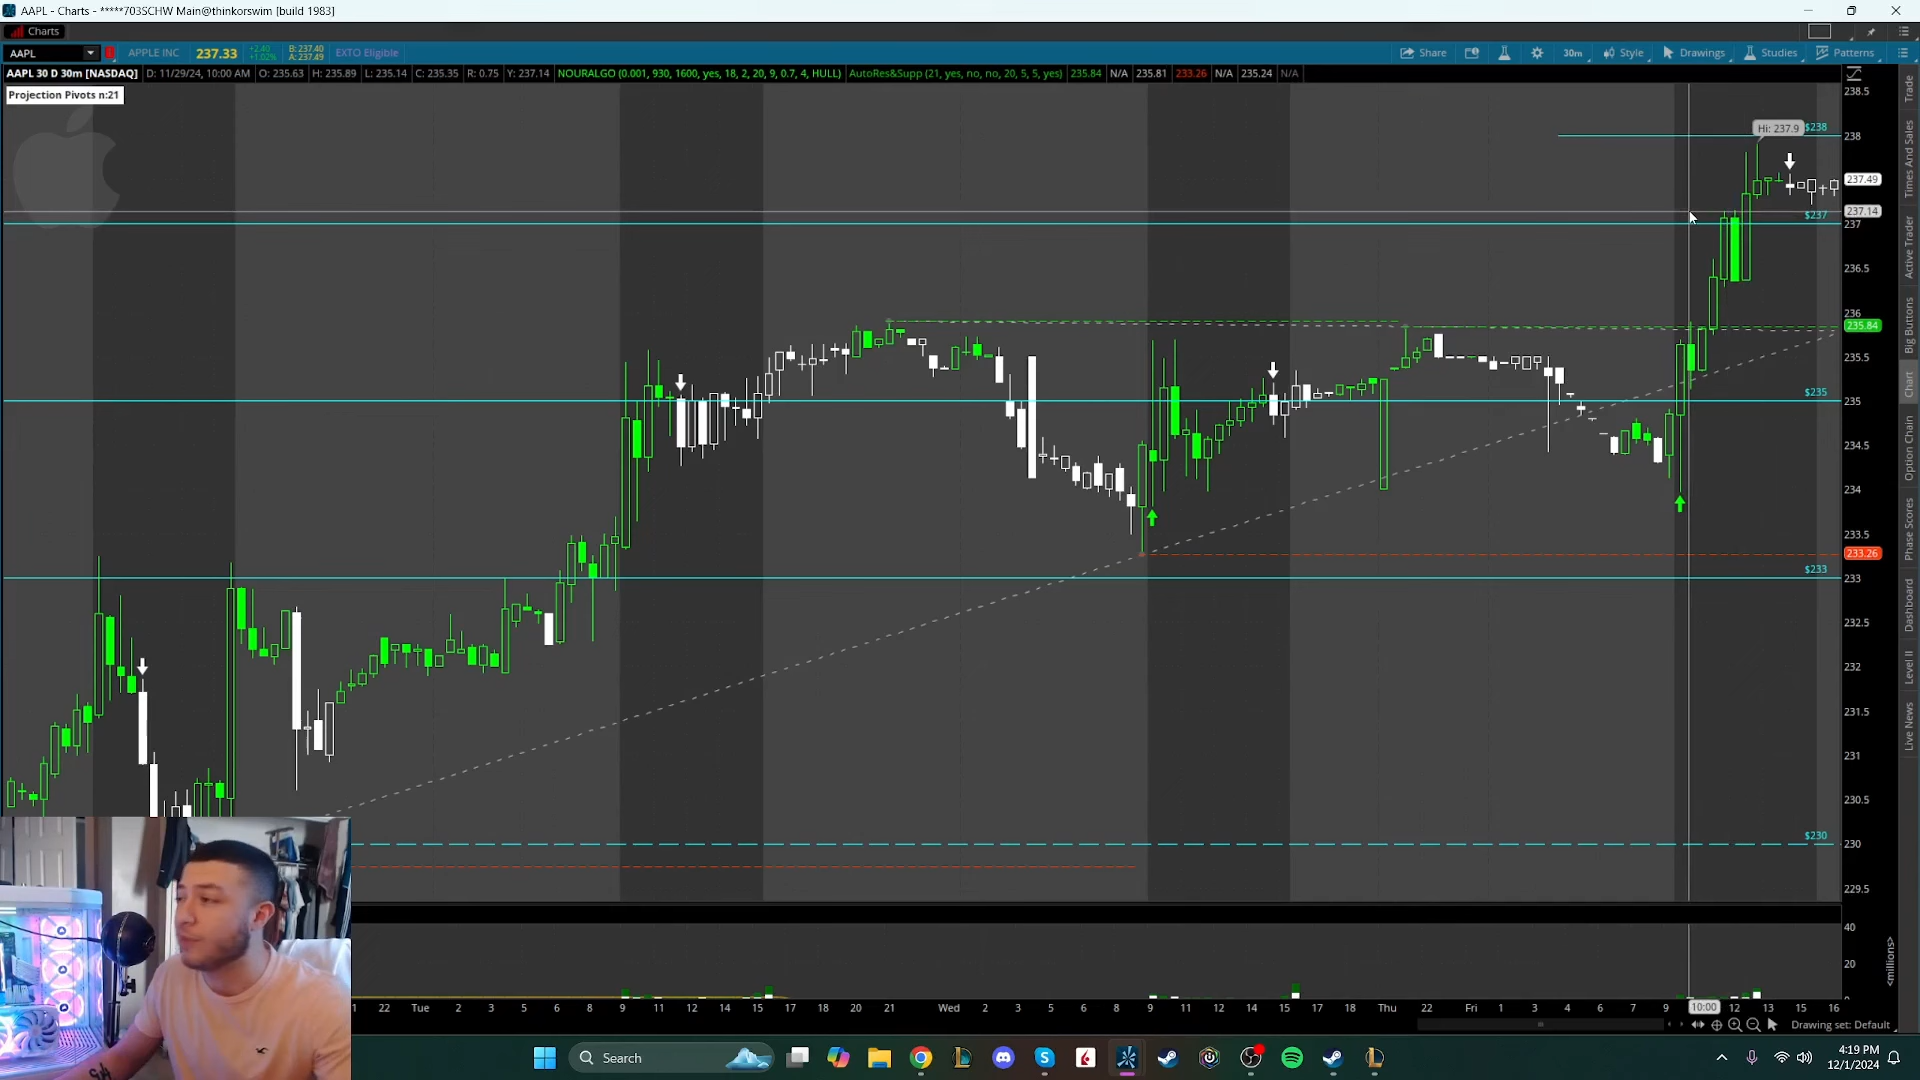 AAPL - Charts - *****703SCHW Main@thinkorswim [build 1983]
Charts
AAPL APPLE INC 237.33 +2.40 +1.02% B: 237.40 A: 237.49 EXTO Eligible Share 30m Style Drawings Studies Patterns
AAPL 30 D 30m [NASDAQ] D: 11/29/24, 10:00 AM O: 235.63 H: 235.89 L: 235.14 C: 235.35 R: 0.75 Y: 237.14 NOURALGO (0.001, 930, 1600, yes, 18, 2, 20, 9, 0.7, 4, HULL) AutoRes&Supp (21, yes, no, no, 20, 5, 5, yes) 235.84 N/A 235.81 233.26 N/A 235.24 N/A
Projection Pivots n:21
238.5
Hi: 237.9 $238
238
237.49
237.14
$237
237
236.5
236
235.84
235.5
$235
235
234.5
234
233.5
233.26
$233
233
232.5
232
231.5
231
230.5
$230
230
229.5
40
20
0
<millions>
Trade
Times And Sales
Active Trader
Big Buttons
Chart
Option Chain
Phase Scores
Dashboard
Level II
Live News
1 22 Tue 2 3 5 6 8 9 11 12 14 15 17 18 20 21 Wed 2 3 5 6 8 9 11 12 14 15 17 18 Thu 22 Fri 1 3 4 6 7 9 10:00 12 13 15 16
Drawing set: Default
Search
4:19 PM
12/1/2024